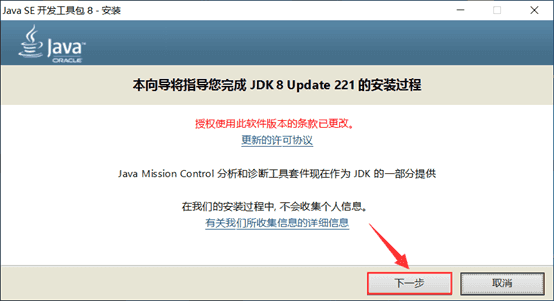 Java SE 开发工具包 8 - 安装
Java
ORACLE
本向导将指导您完成 JDK 8 Update 221 的安装过程
授权使用此软件版本的条款已更改。
更新的许可协议
Java Mission Control 分析和诊断工具套件现在作为 JDK 的一部分提供
在我们的安装过程中, 不会收集个人信息。
有关我们所收集信息的详细信息
下一步
取消